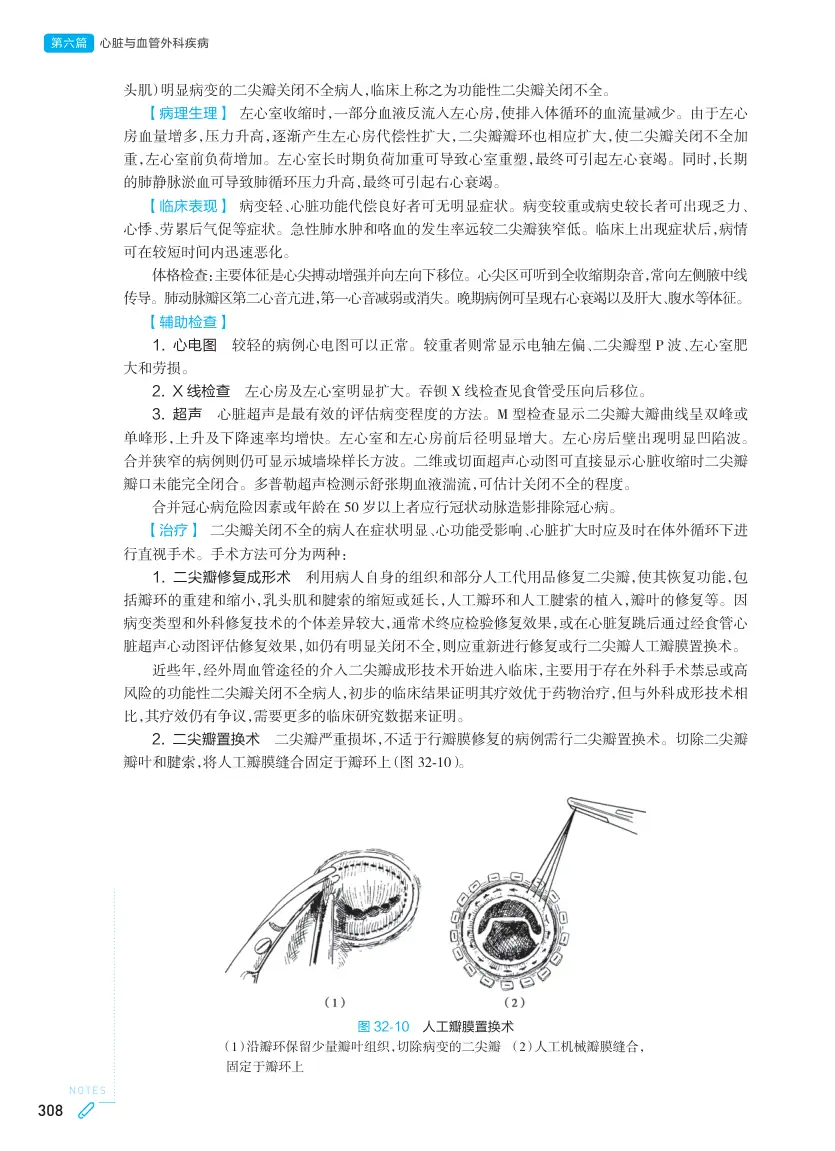 第六篇 心脏与血管外科疾病
头肌）明显病变的二尖瓣关闭不全病人，临床上称之为功能性二尖瓣关闭不全。
【病理生理】 左心室收缩时，一部分血液反流入左心房，使排入体循环的血流量减少。由于左心
房血量增多，压力升高，逐渐产生左心房代偿性扩大，二尖瓣瓣环也相应扩大，使二尖瓣关闭不全加
重，左心室前负荷增加。左心室长时期负荷加重可导致心室重塑，最终可引起左心衰竭。同时，长期
的肺静脉淤血可导致肺循环压力升高，最终可引起右心衰竭。
【临床表现】 病变轻、心脏功能代偿良好者可无明显症状。病变较重或病史较长者可出现乏力、
心悸、劳累后气促等症状。急性肺水肿和咯血的发生率远较二尖瓣狭窄低。临床上出现症状后，病情
可在较短时间内迅速恶化。
体格检查：主要体征是心尖搏动增强并向左向下移位。心尖区可听到全收缩期杂音，常向左侧腋中线
传导。肺动脉瓣区第二心音亢进，第一心音减弱或消失。晚期病例可呈现右心衰竭以及肝大、腹水等体征。
【辅助检查】
1. 心电图 较轻的病例心电图可以正常。较重者则常显示电轴左偏、二尖瓣型 P 波、左心室肥
大和劳损。
2. X 线检查 左心房及左心室明显扩大。吞钡 X 线检查见食管受压向后移位。
3. 超声 心脏超声是最有效的评估病变程度的方法。M 型检查显示二尖瓣大瓣曲线呈双峰或
单峰形，上升及下降速率均增快。左心室和左心房前后径明显增大。左心房后壁出现明显凹陷波。
合并狭窄的病例则仍可显示城墙垛样长方波。二维或切面超声心动图可直接显示心脏收缩时二尖瓣
瓣口未能完全闭合。多普勒超声检测示舒张期血液湍流，可估计关闭不全的程度。
合并冠心病危险因素或年龄在 50 岁以上者应行冠状动脉造影排除冠心病。
【治疗】 二尖瓣关闭不全的病人在症状明显、心功能受影响、心脏扩大时应及时在体外循环下进
行直视手术。手术方法可分为两种：
1. 二尖瓣修复成形术 利用病人自身的组织和部分人工代用品修复二尖瓣，使其恢复功能，包
括瓣环的重建和缩小，乳头肌和腱索的缩短或延长，人工瓣环和人工腱索的植入，瓣叶的修复等。因
病变类型和外科修复技术的个体差异较大，通常术终应检验修复效果，或在心脏复跳后通过经食管心
脏超声心动图评估修复效果，如仍有明显关闭不全，则应重新进行修复或行二尖瓣人工瓣膜置换术。
近些年，经外周血管途径的介入二尖瓣成形技术开始进入临床，主要用于存在外科手术禁忌或高
风险的功能性二尖瓣关闭不全病人，初步的临床结果证明其疗效优于药物治疗，但与外科成形技术相
比，其疗效仍有争议，需要更多的临床研究数据来证明。
2. 二尖瓣置换术 二尖瓣严重损坏，不适于行瓣膜修复的病例需行二尖瓣置换术。切除二尖瓣
瓣叶和腱索，将人工瓣膜缝合固定于瓣环上（图 32-10）。
（1） （2）
图 32-10 人工瓣膜置换术
（1）沿瓣环保留少量瓣叶组织，切除病变的二尖瓣 （2）人工机械瓣膜缝合，
固定于瓣环上
NOTES
308